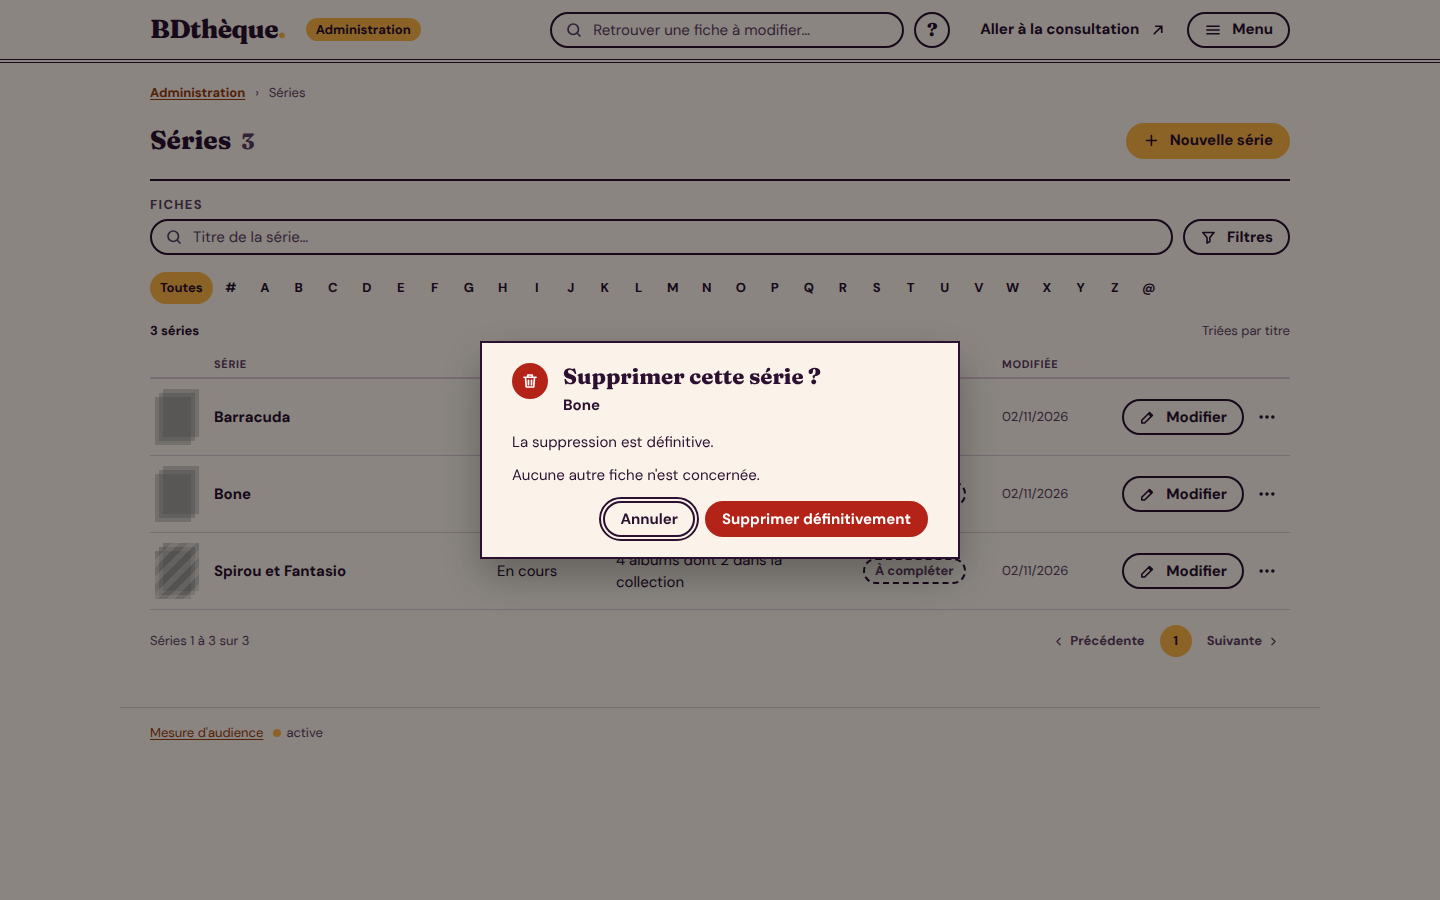 BDthèque.
Administration
Retrouver une fiche à modifier...
?
Aller à la consultation
Menu
Administration › Séries
Séries 3
Nouvelle série
FICHES
Titre de la série...
Filtres
Toutes # A B C D E F G H I J K L M N O P Q R S T U V W X Y Z @
3 séries
Triées par titre
SÉRIE
MODIFIÉE
Barracuda
02/11/2026
Modifier
Bone
02/11/2026
Modifier
Spirou et Fantasio
En cours
4 albums dont 2 dans la
collection
À compléter
02/11/2026
Modifier
Supprimer cette série ?
Bone
La suppression est définitive.
Aucune autre fiche n'est concernée.
Annuler
Supprimer définitivement
Séries 1 à 3 sur 3
Précédente
1
Suivante
Mesure d'audience
active